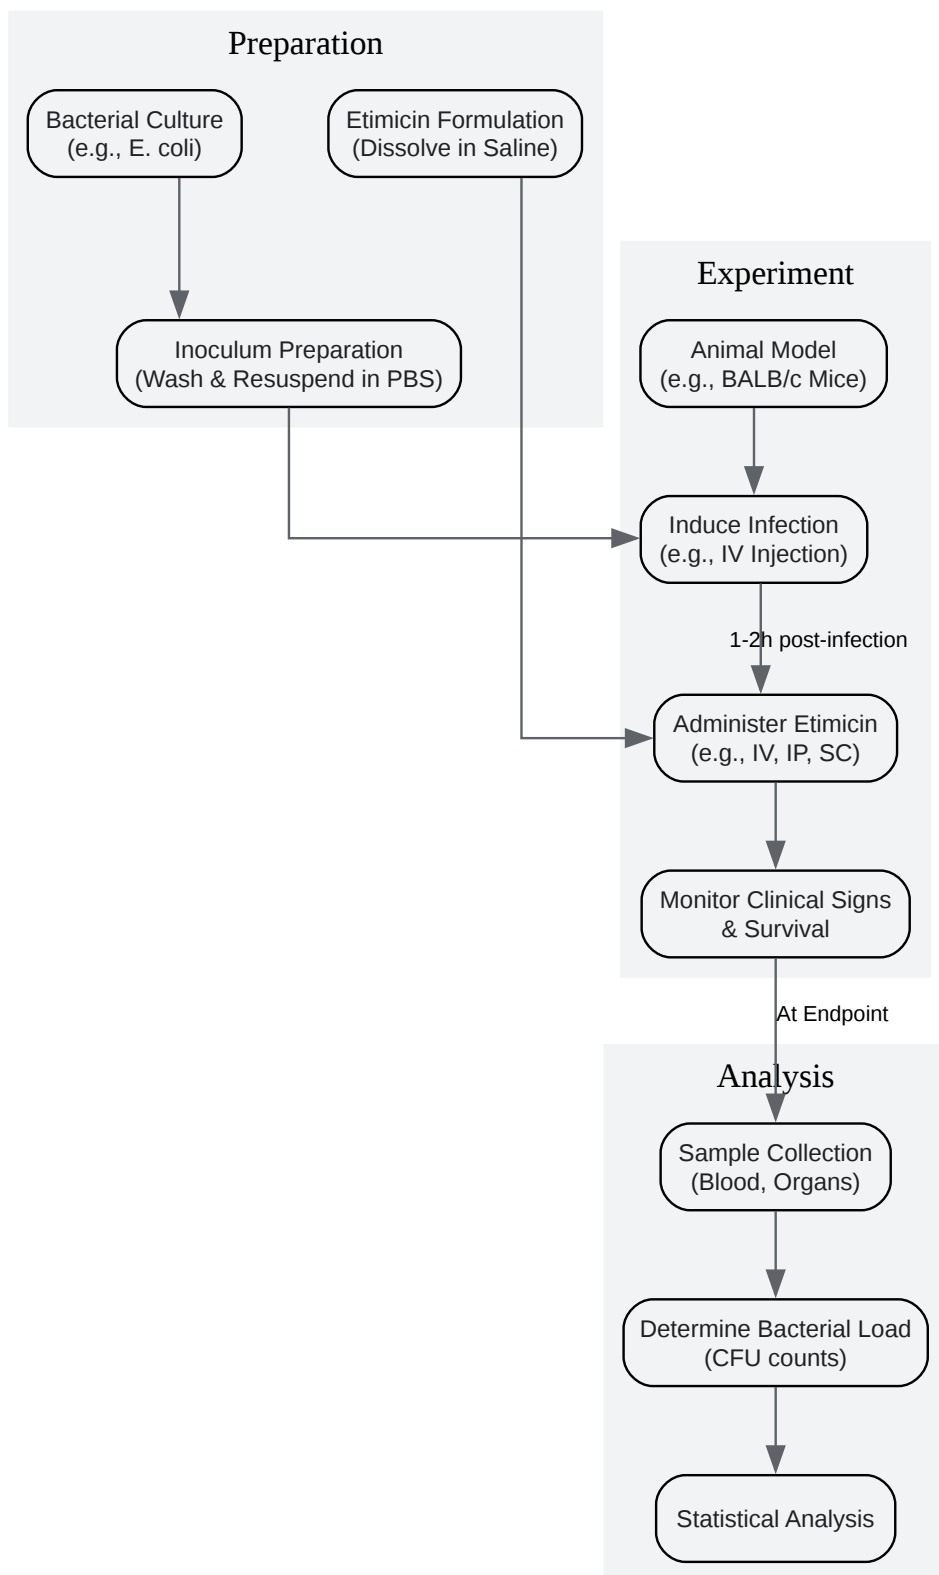 Preparation
Bacterial Culture
(e.g., E. coli)
Etimicin Formulation
(Dissolve in Saline)
Inoculum Preparation
(Wash & Resuspend in PBS)
Experiment
Animal Model
(e.g., BALB/c Mice)
Induce Infection
(e.g., IV Injection)
1-2h post-infection
Administer Etimicin
(e.g., IV, IP, SC)
Monitor Clinical Signs
& Survival
At Endpoint
Analysis
Sample Collection
(Blood, Organs)
Determine Bacterial Load
(CFU counts)
Statistical Analysis